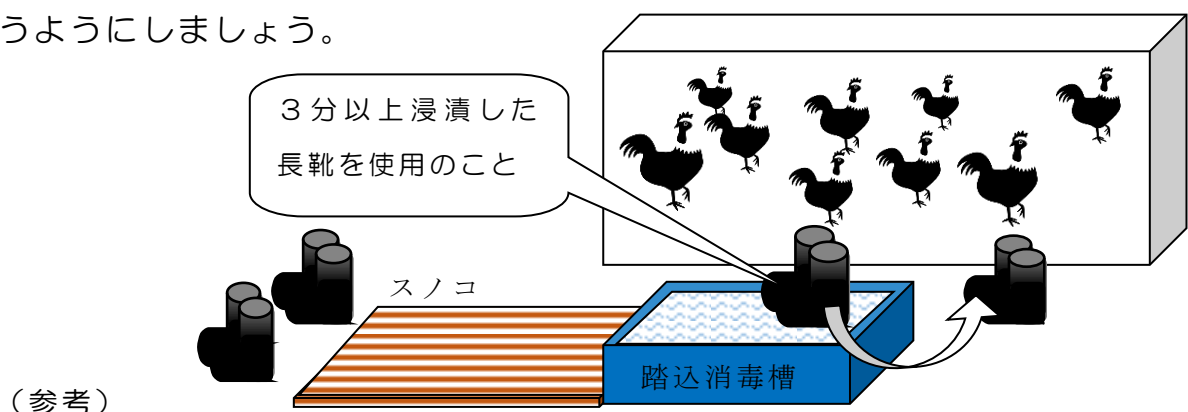 うようにしましょう。
３分以上浸漬した
長靴を使用のこと
スノコ
踏込消毒槽
（参考）